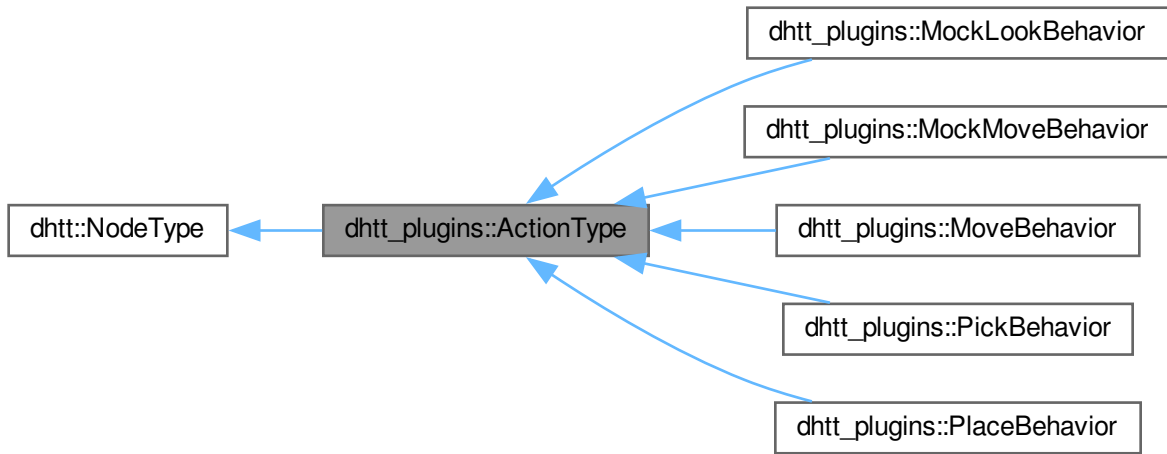 dhtt::NodeType
dhtt_plugins::ActionType
dhtt_plugins::MockLookBehavior
dhtt_plugins::MockMoveBehavior
dhtt_plugins::MoveBehavior
dhtt_plugins::PickBehavior
dhtt_plugins::PlaceBehavior